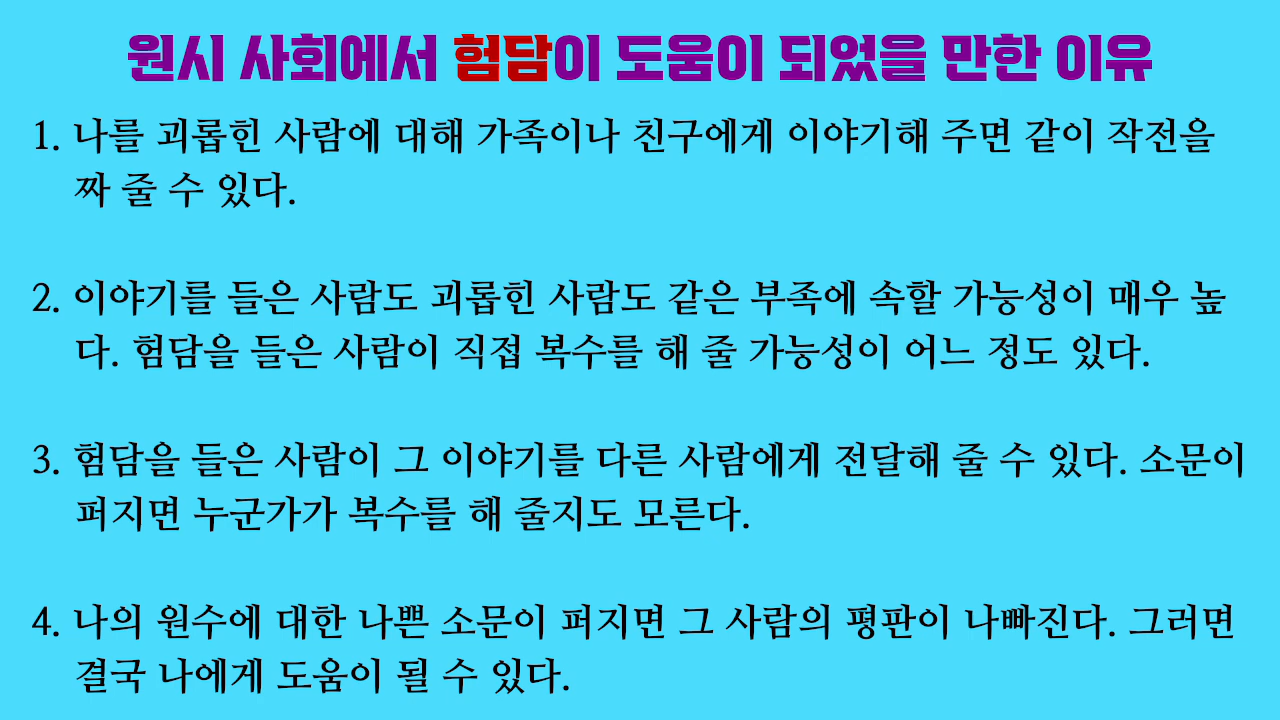 원시 사회에서 험담이 도움이 되었을 만한 이유
1. 나를 괴롭힌 사람에 대해 가족이나 친구에게 이야기해 주면 같이 작전을
짜 줄 수 있다.
2. 이야기를 들은 사람도 괴롭힌 사람도 같은 부족에 속할 가능성이 매우 높
다. 험담을 들은 사람이 직접 복수를 해 줄 가능성이 어느 정도 있다.
3. 험담을 들은 사람이 그 이야기를 다른 사람에게 전달해 줄 수 있다. 소문이
퍼지면 누군가가 복수를 해 줄지도 모른다.
4. 나의 원수에 대한 나쁜 소문이 퍼지면 그 사람의 평판이 나빠진다. 그러면
결국 나에게 도움이 될 수 있다.